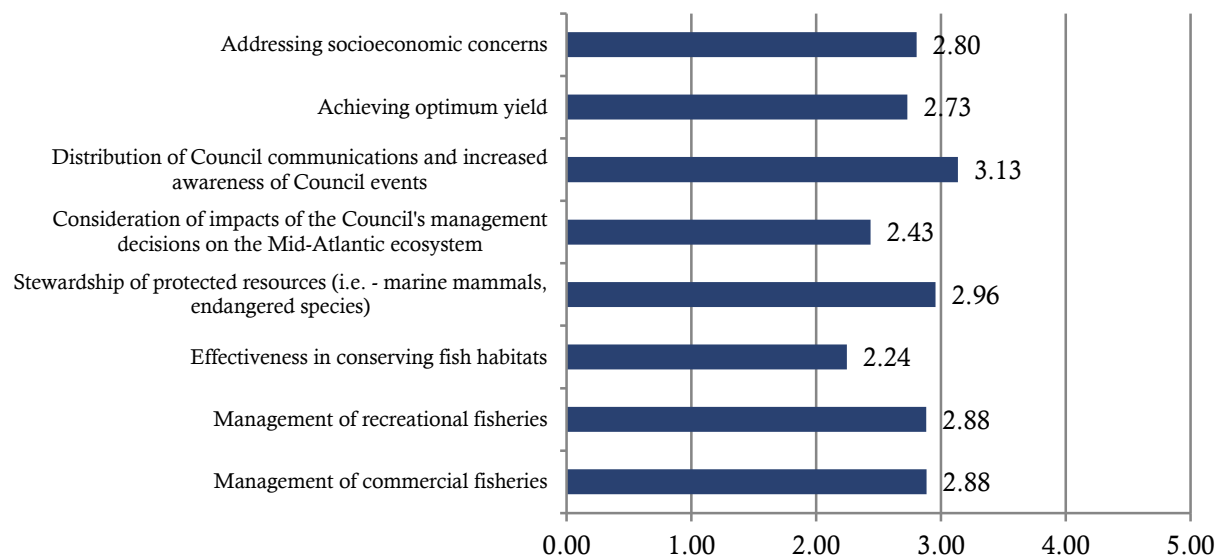 Addressing socioeconomic concerns
2.80
Achieving optimum yield
2.73
Distribution of Council communications and increased
awareness of Council events
3.13
Consideration of impacts of the Council's management
decisions on the Mid-Atlantic ecosystem
2.43
Stewardship of protected resources (i.e. - marine mammals,
endangered species)
2.96
Effectiveness in conserving fish habitats
2.24
Management of recreational fisheries
2.88
Management of commercial fisheries
2.88
0.00 1.00 2.00 3.00 4.00 5.00